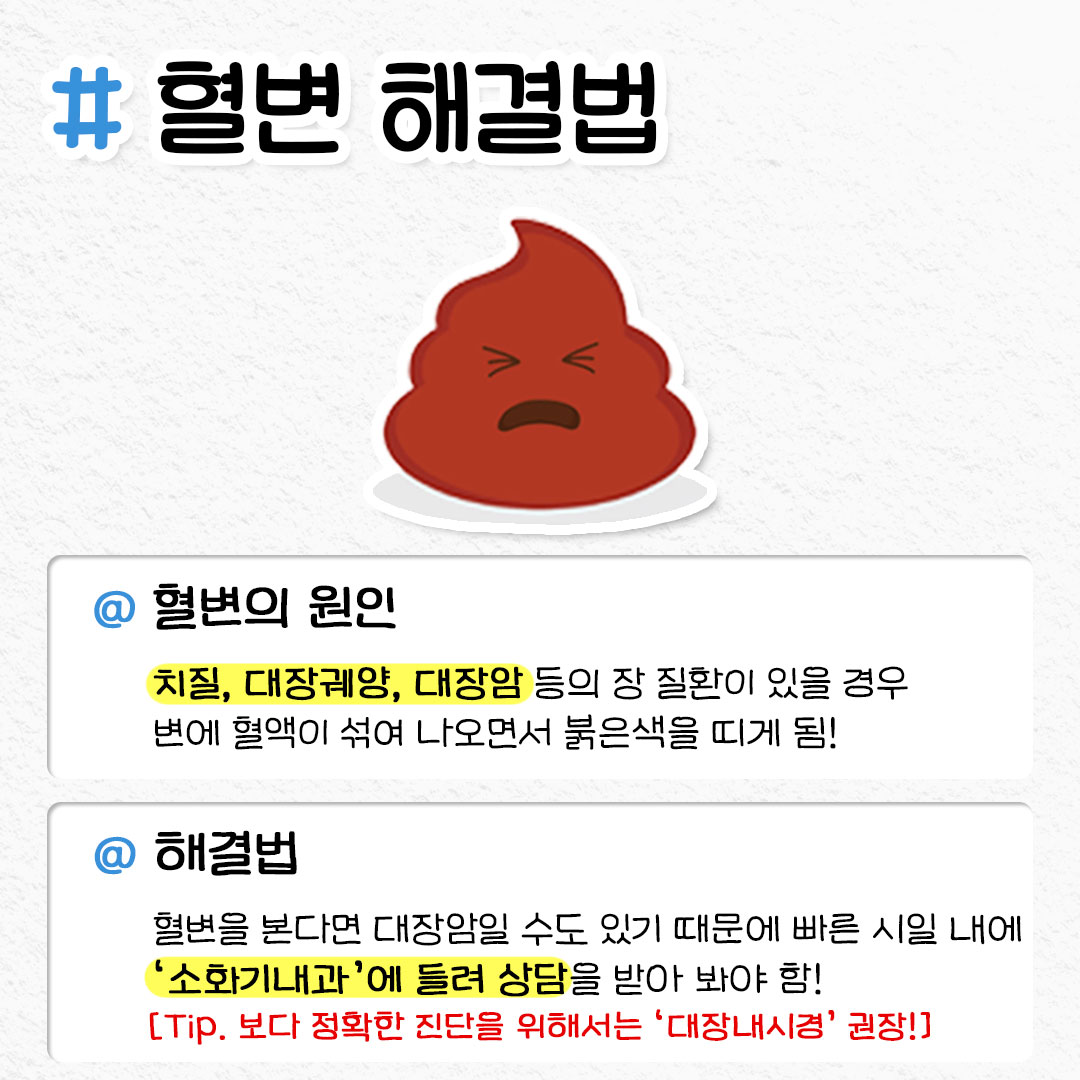 # 혈변 해결법
@ 혈변의 원인
치질, 대장궤양, 대장암 등의 장 질환이 있을 경우
변에 혈액이 섞여 나오면서 붉은색을 띠게 됨!
@ 해결법
혈변을 본다면 대장암일 수도 있기 때문에 빠른 시일 내에
‘소화기내과’에 들려 상담을 받아 봐야 함!
[Tip. 보다 정확한 진단을 위해서는 ‘대장내시경’ 권장!]